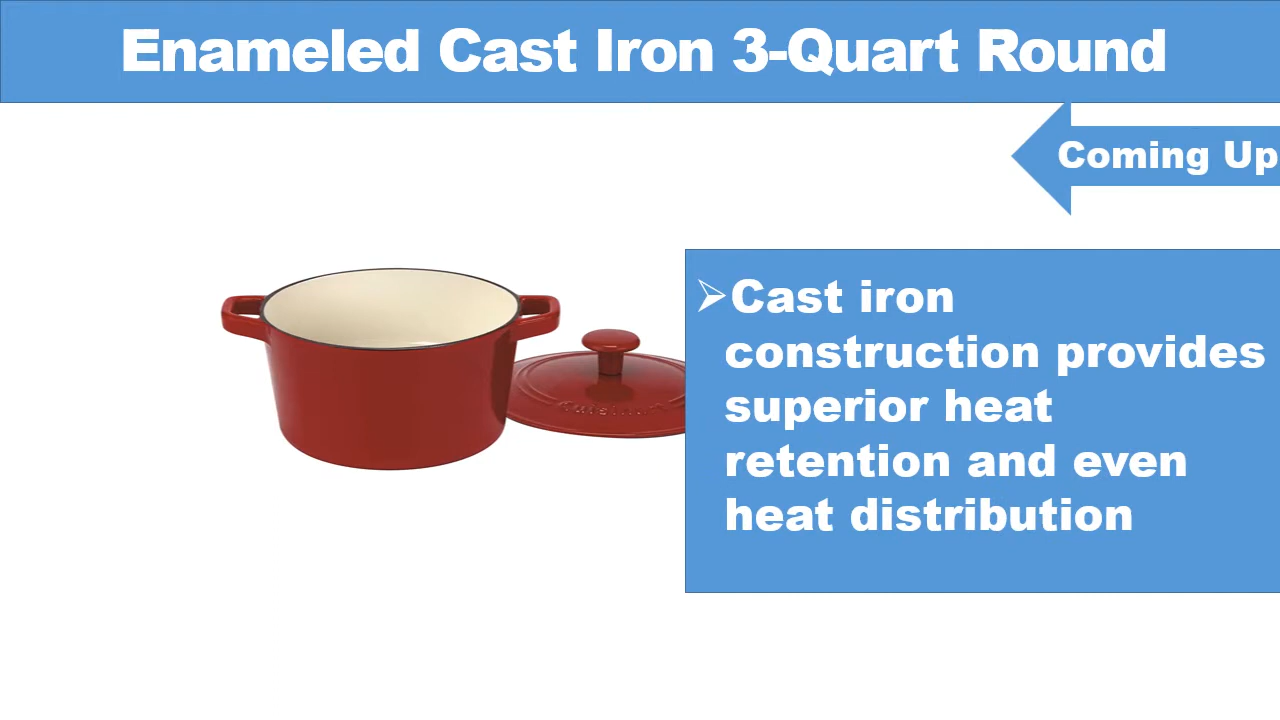 Enameled Cast Iron 3-Quart Round
Coming Up
Cast iron
construction provides
superior heat
retention and even
heat distribution
Cuisinart